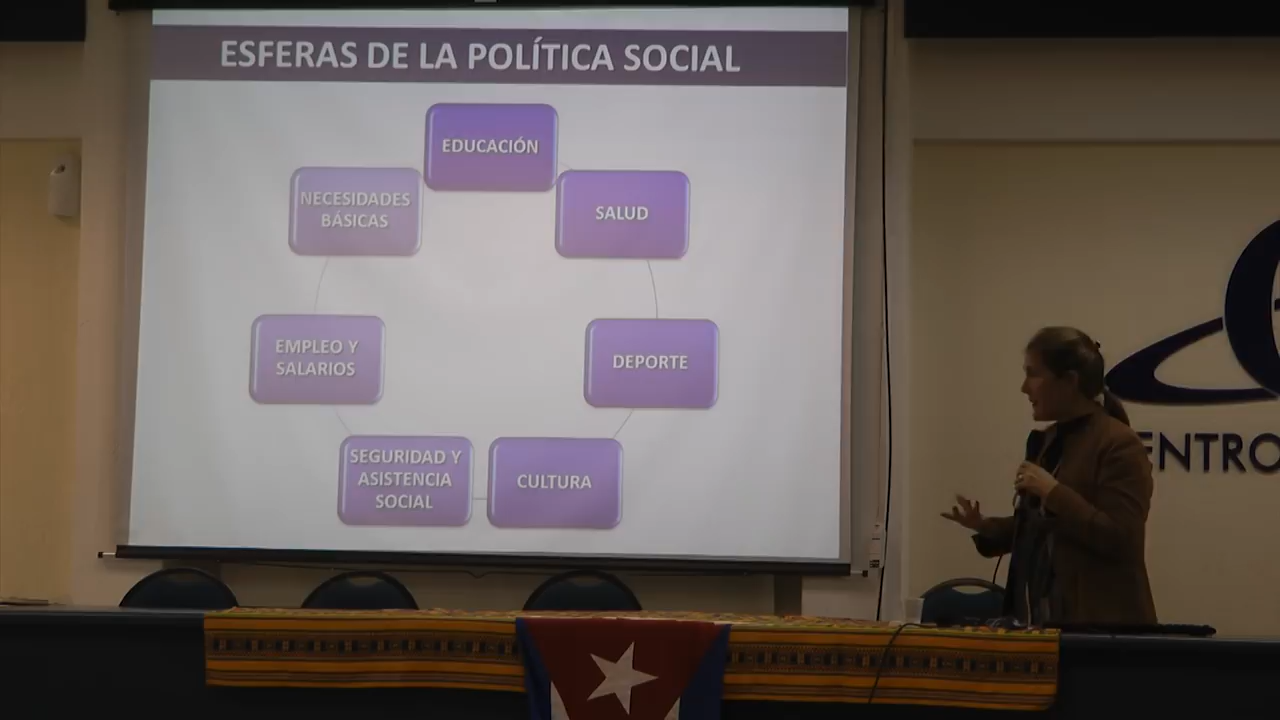 ESFERAS DE LA POLÍTICA SOCIAL
EDUCACIÓN
SALUD
DEPORTE
CULTURA
SEGURIDAD Y
ASISTENCIA
SOCIAL
EMPLEO Y
SALARIOS
NECESIDADES
BÁSICAS
ENTRO